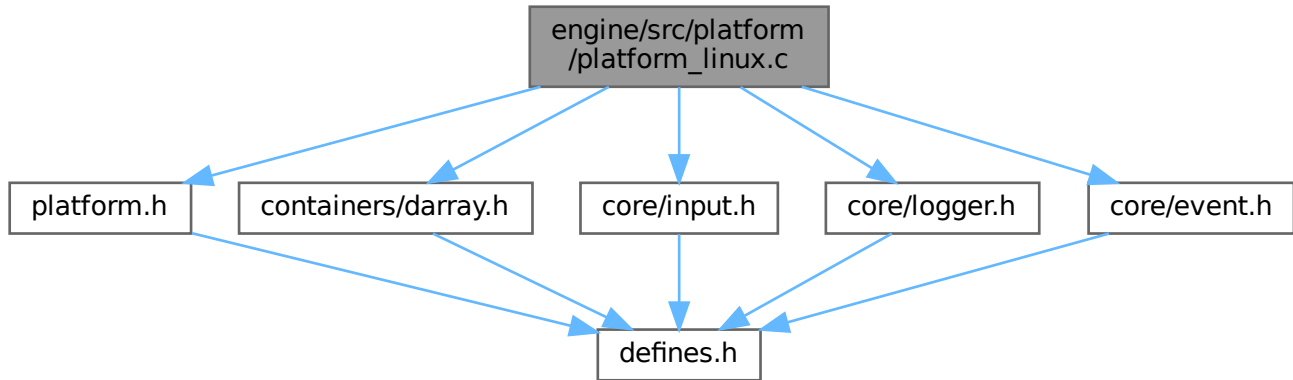 engine/src/platform
/platform_linux.c
platform.h
containers/darray.h
core/input.h
core/logger.h
core/event.h
defines.h